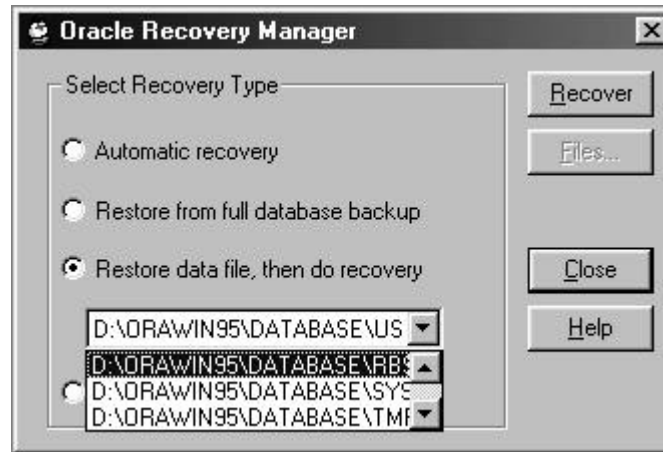 Oracle Recovery Manager
Select Recovery Type
Recover
Automatic recovery
Files...
Restore from full database backup
Restore data file, then do recovery
Close
D:\ORAWIN95\DATABASE\US
Help
D:\ORAWIN95\DATABASE\RBS
D:\ORAWIN95\DATABASE\SYS
D:\ORAWIN95\DATABASE\TMP